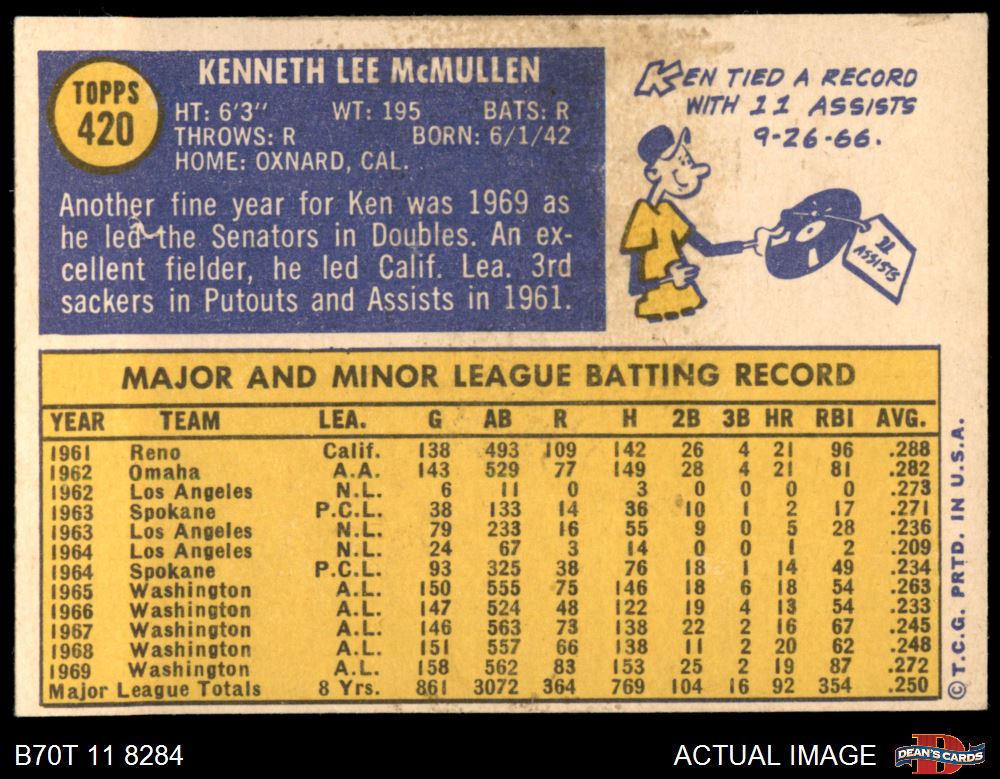 TOPPS
420
KENNETH LEE McMULLEN
HT: 6'3" WT: 195 BATS: R
THROWS: R BORN: 6/1/42
HOME: OXNARD, CAL.
Another fine year for Ken was 1969 as
he led the Senators in Doubles. An ex-
cellent fielder, he led Calif. Lea. 3rd
sackers in Putouts and Assists in 1961.
KEN TIED A RECORD
WITH 11 ASSISTS
9-26-66.
11
ASSISTS
MAJOR AND MINOR LEAGUE BATTING RECORD
YEAR TEAM LEA. G AB R H 2B 3B HR RBI AVG.
1961 Reno Calif. 138 493 109 142 26 4 21 96 .288
1962 Omaha A.A. 143 529 77 149 28 4 21 81 .282
1962 Los Angeles N.L. 6 11 0 3 0 0 0 0 .273
1963 Spokane P.C.L. 38 133 14 36 10 1 2 17 .271
1963 Los Angeles N.L. 79 233 16 55 9 0 5 28 .236
1964 Los Angeles N.L. 24 67 3 14 0 0 1 2 .209
1964 Spokane P.C.L. 93 325 38 76 18 1 14 49 .234
1965 Washington A.L. 150 555 75 146 18 6 18 54 .263
1966 Washington A.L. 147 524 48 122 19 4 13 54 .233
1967 Washington A.L. 146 563 73 138 22 2 16 67 .245
1968 Washington A.L. 151 557 66 138 11 2 20 62 .248
1969 Washington A.L. 158 562 83 153 25 2 19 87 .272
Major League Totals 8 Yrs. 861 3072 364 769 104 16 92 354 .250
© T.C.G. PRTD. IN U.S.A.
B70T 11 8284
ACTUAL IMAGE
D
DEAN'S CARDS